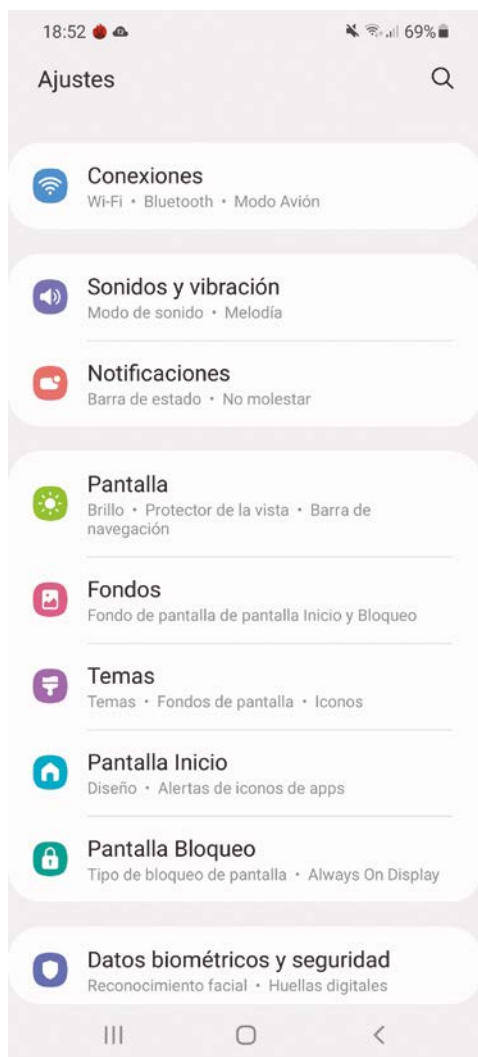 18:52 69%
Ajustes
Conexiones
Wi-Fi • Bluetooth • Modo Avión
Sonidos y vibración
Modo de sonido • Melodía
Notificaciones
Barra de estado • No molestar
Pantalla
Brillo • Protector de la vista • Barra de
navegación
Fondos
Fondo de pantalla de pantalla Inicio y Bloqueo
Temas
Temas • Fondos de pantalla • Iconos
Pantalla Inicio
Diseño • Alertas de iconos de apps
Pantalla Bloqueo
Tipo de bloqueo de pantalla • Always On Display
Datos biométricos y seguridad
Reconocimiento facial • Huellas digitales